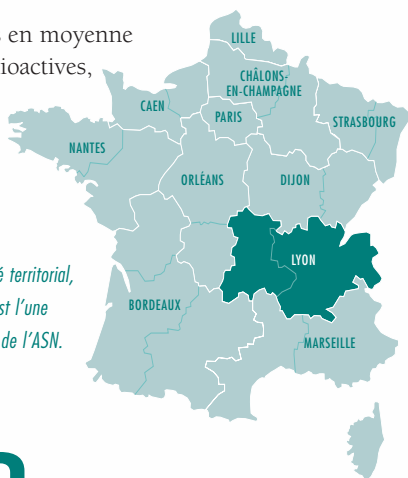 en moyenne
ioactives,
LILLE
CHÂLONS-
EN-CHAMPAGNE
CAEN
PARIS
STRASBOURG
NANTES
ORLÉANS
DIJON
LYON
é territorial,
st l’une
de l’ASN.
BORDEAUX
MARSEILLE